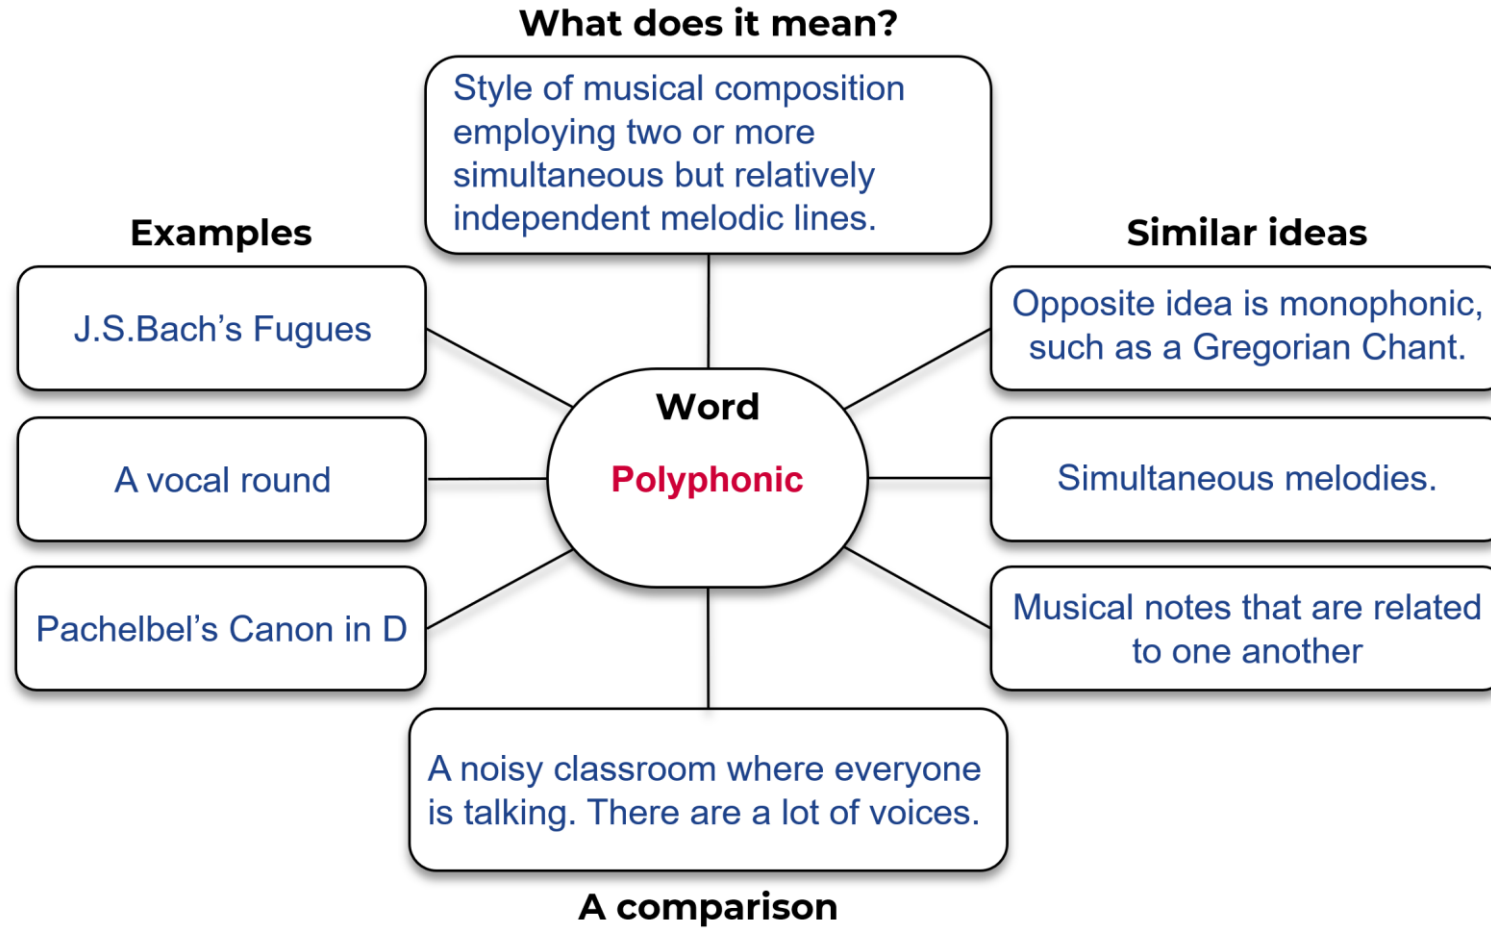 What does it mean?
Style of musical composition
employing two or more
simultaneous but relatively
independent melodic lines.
Examples
J.S.Bach’s Fugues
A vocal round
Pachelbel’s Canon in D
Word
Polyphonic
Similar ideas
Opposite idea is monophonic,
such as a Gregorian Chant.
Simultaneous melodies.
Musical notes that are related
to one another
A noisy classroom where everyone
is talking. There are a lot of voices.
A comparison